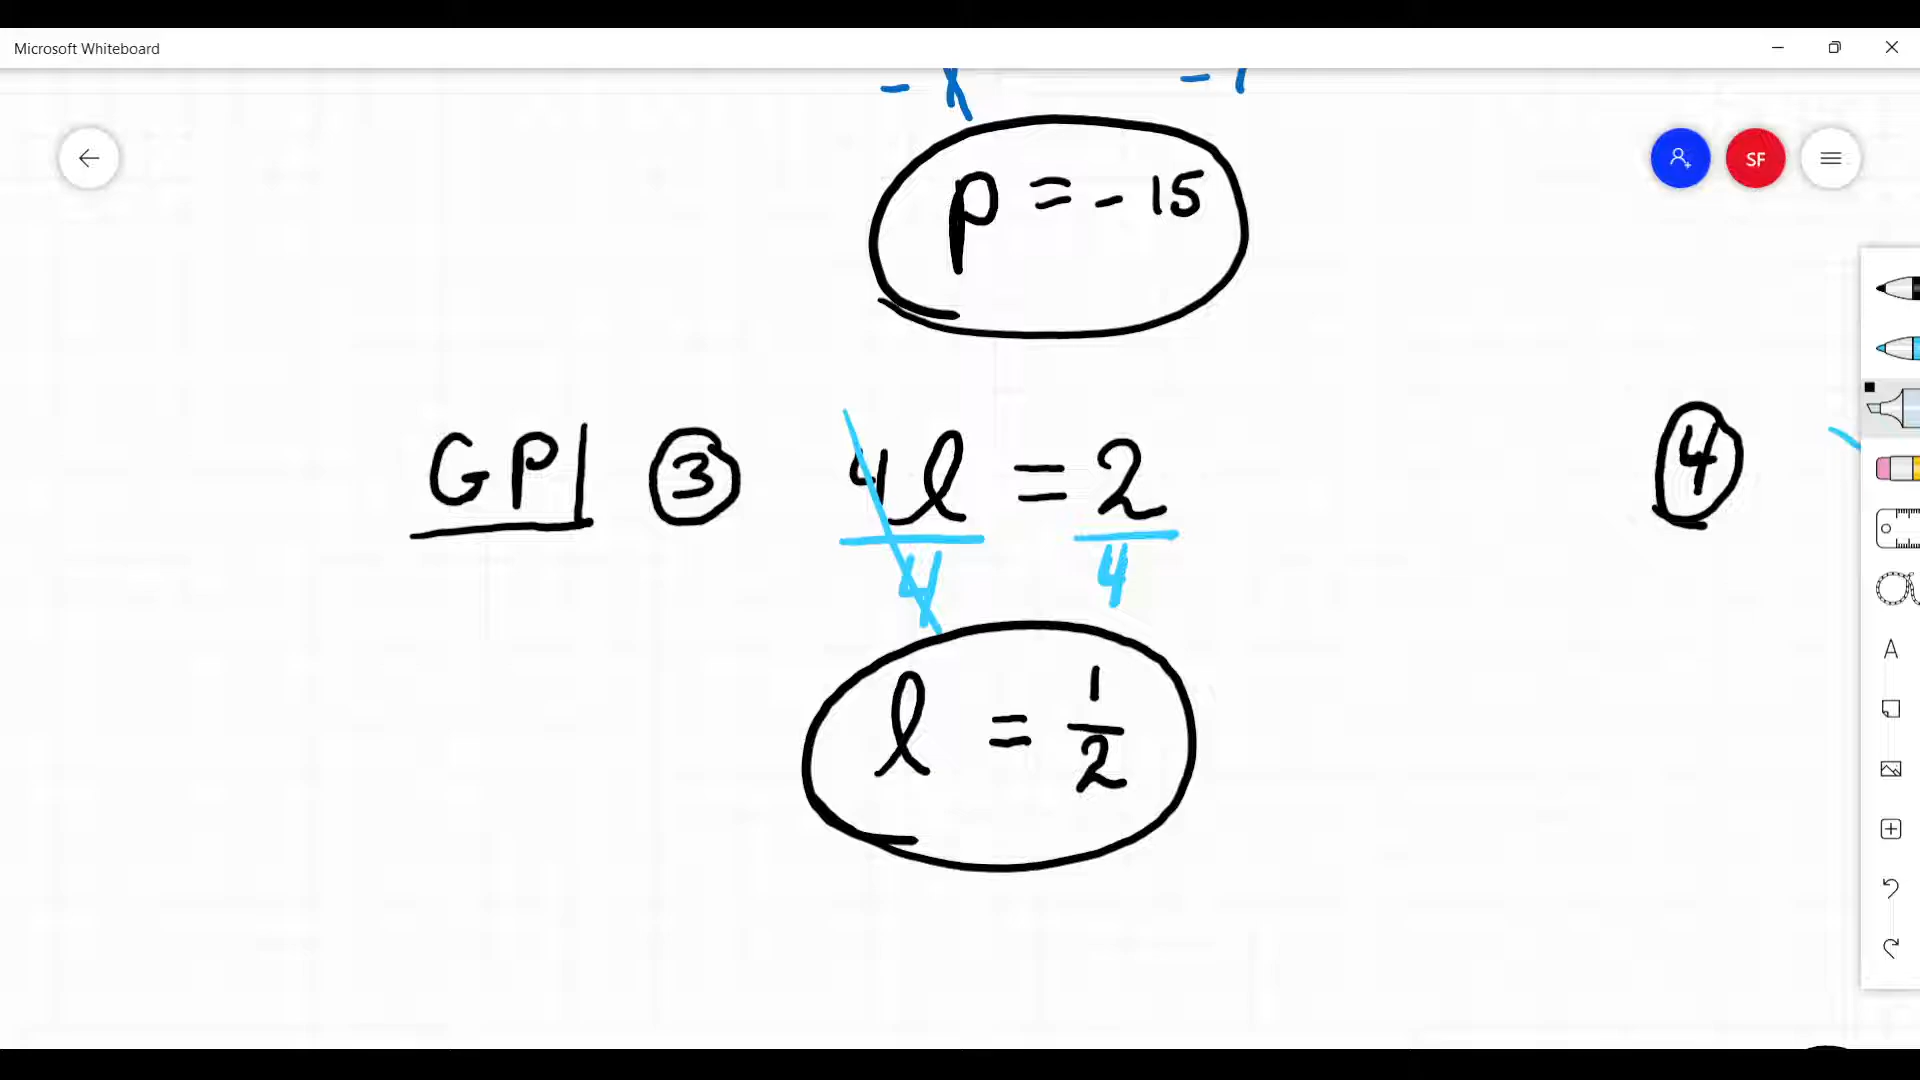 Microsoft Whiteboard
SF
p = - 15
GP ③ 4l = 2 ④
4 4
l = 1/2
A